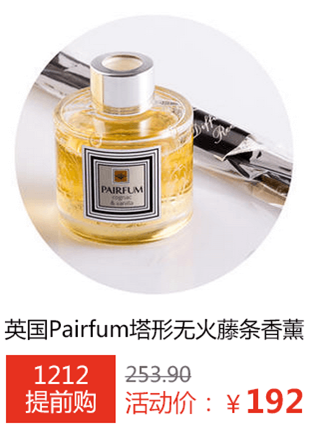 PAIRFUM
cognac
& vanilla
英国Pairfum塔形无火藤条香薰
1212
提前购
253.90
活动价：￥192